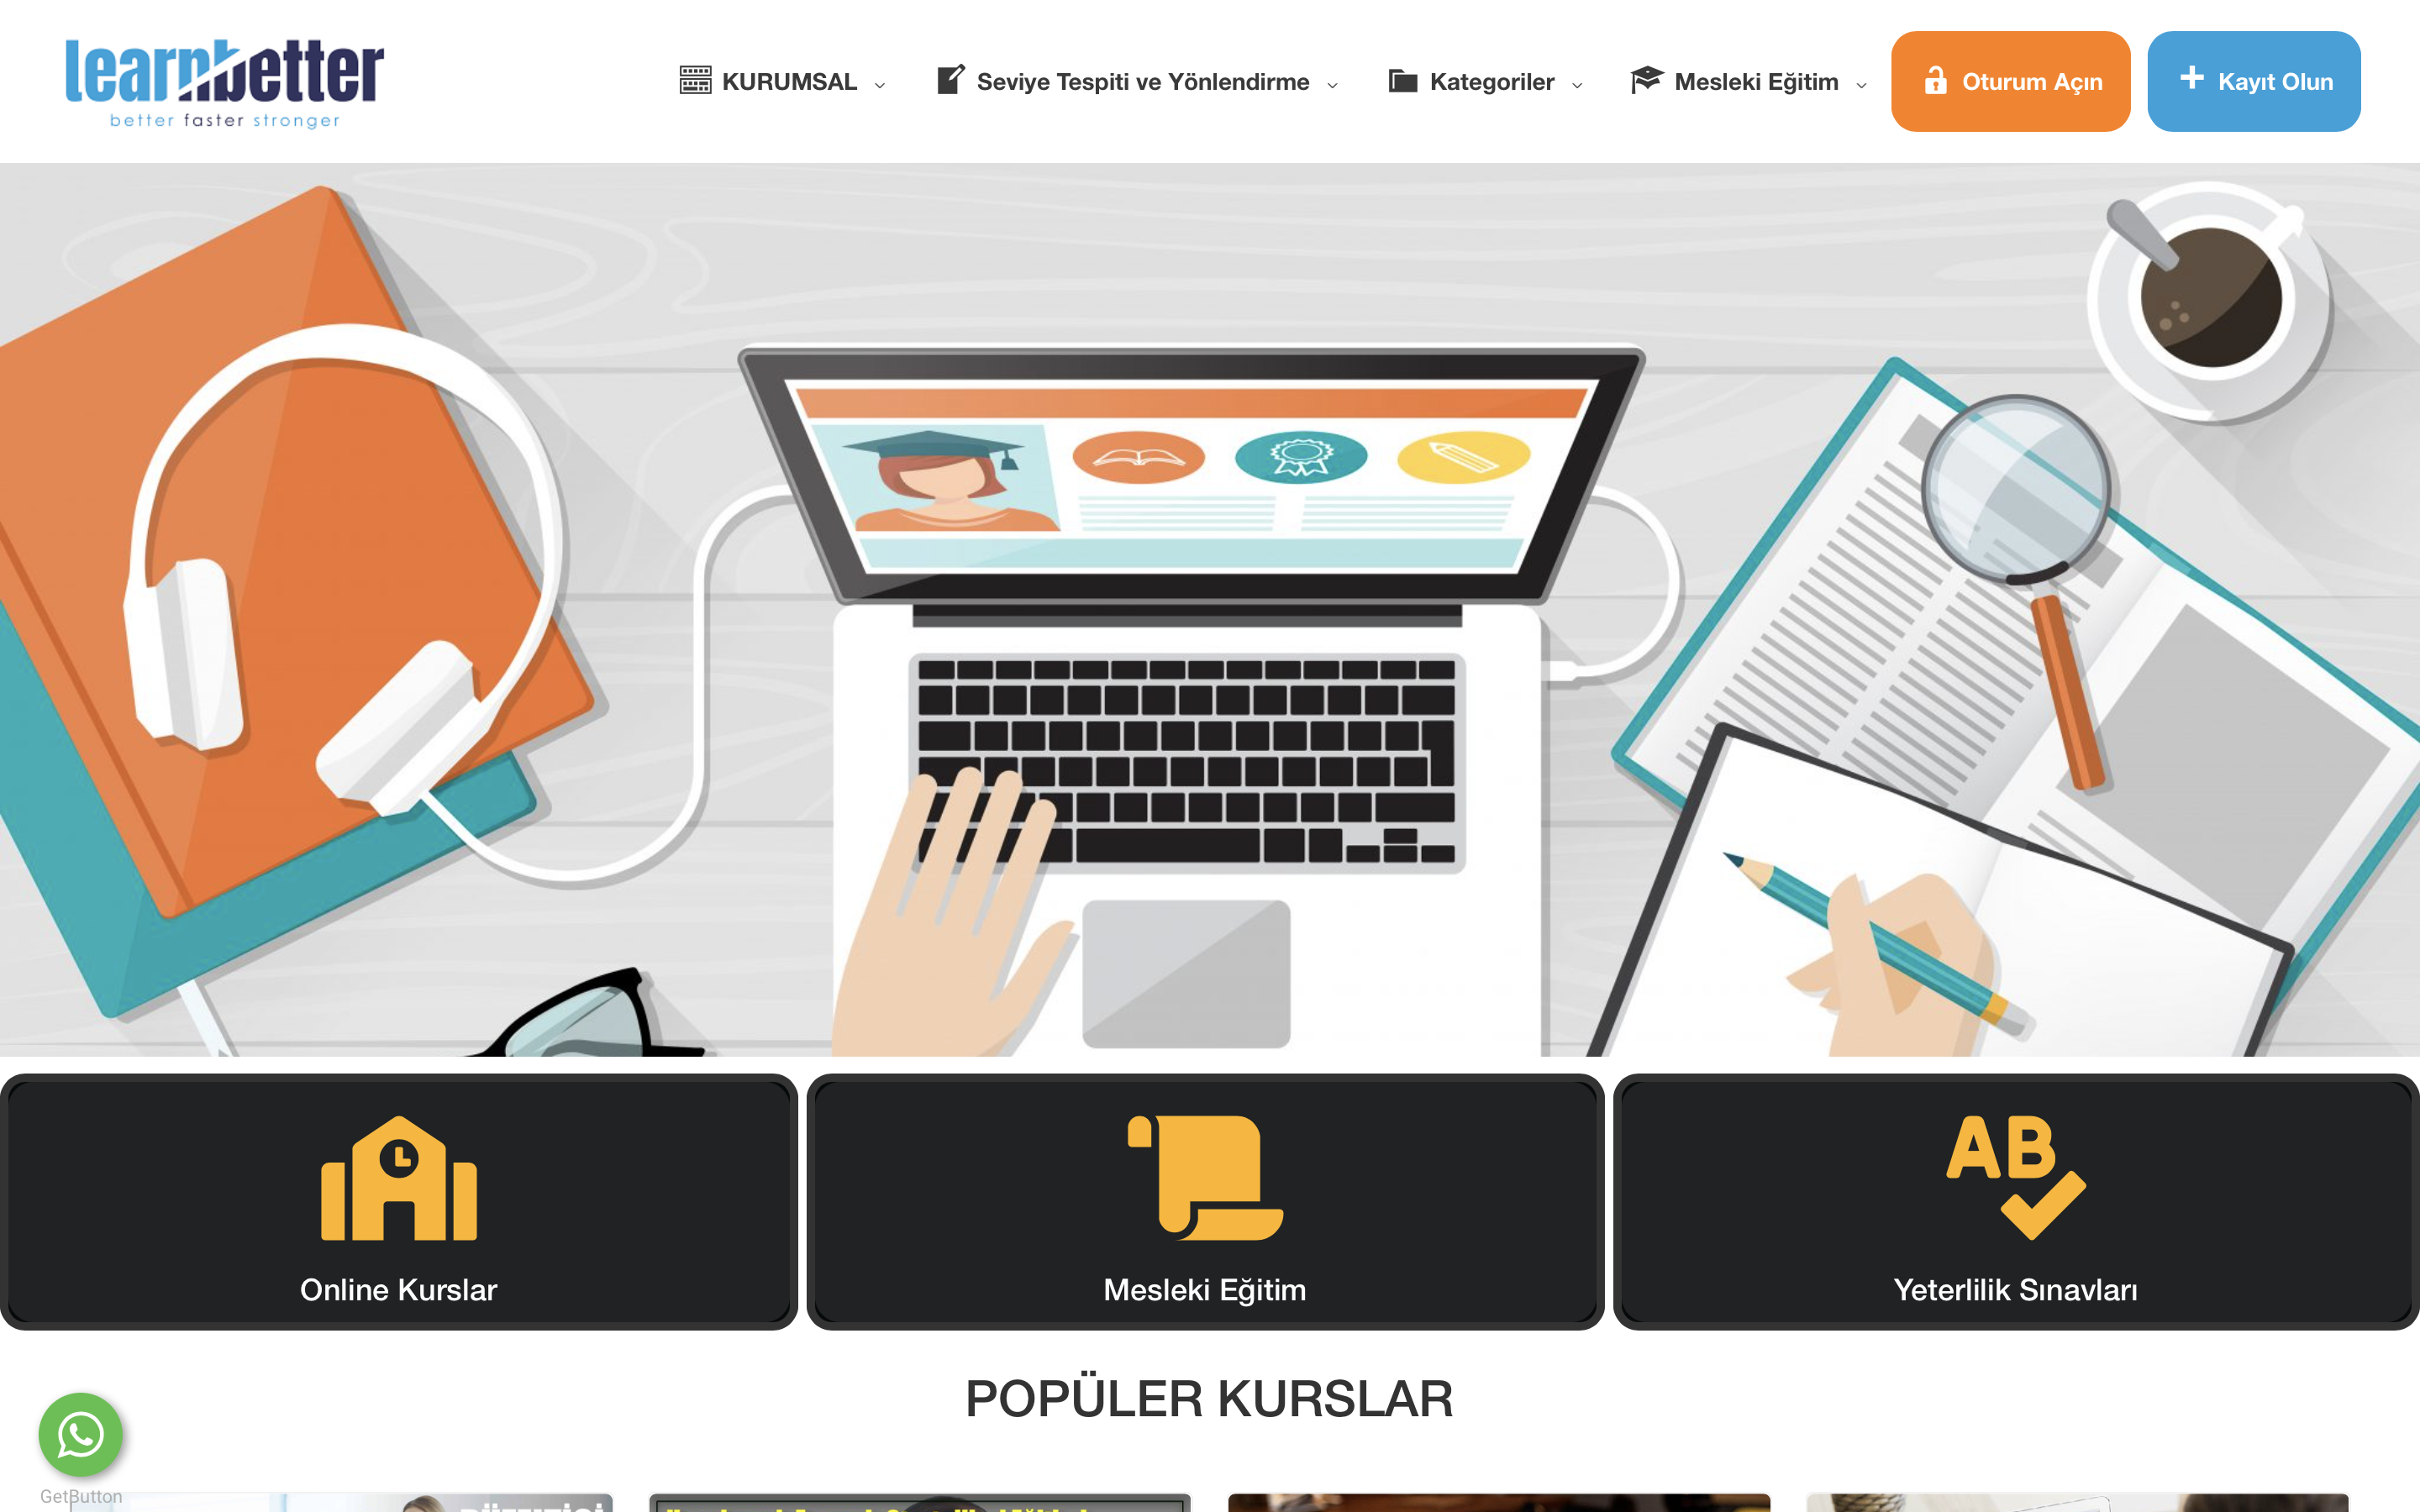 learnbetter
better faster stronger
KURUMSAL
Seviye Tespiti ve Yönlendirme
Kategoriler
Mesleki Eğitim
Oturum Açın
Kayıt Olun
Online Kurslar
Mesleki Eğitim
AB
Yeterlilik Sınavları
POPÜLER KURSLAR
GetButton